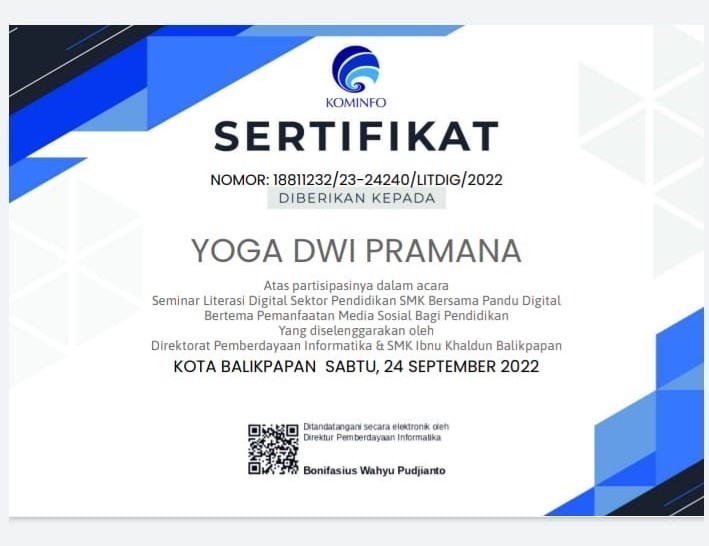 KOMINFO
SERTIFIKAT
NOMOR: 18811232/23-24240/LITDIG/2022
DIBERIKAN KEPADA
YOGA DWI PRAMANA
Atas partisipasinya dalam acara
Seminar Literasi Digital Sektor Pendidikan SMK Bersama Pandu Digital
Bertema Pemanfaatan Media Sosial Bagi Pendidikan
Yang diselenggarakan oleh
Direktorat Pemberdayaan Informatika & SMK Ibnu Khaldun Balikpapan
KOTA BALIKPAPAN SABTU, 24 SEPTEMBER 2022
Ditandatangani secara elektronik oleh
Direktur Pemberdayaan Informatika
Bonifasius Wahyu Pudjianto